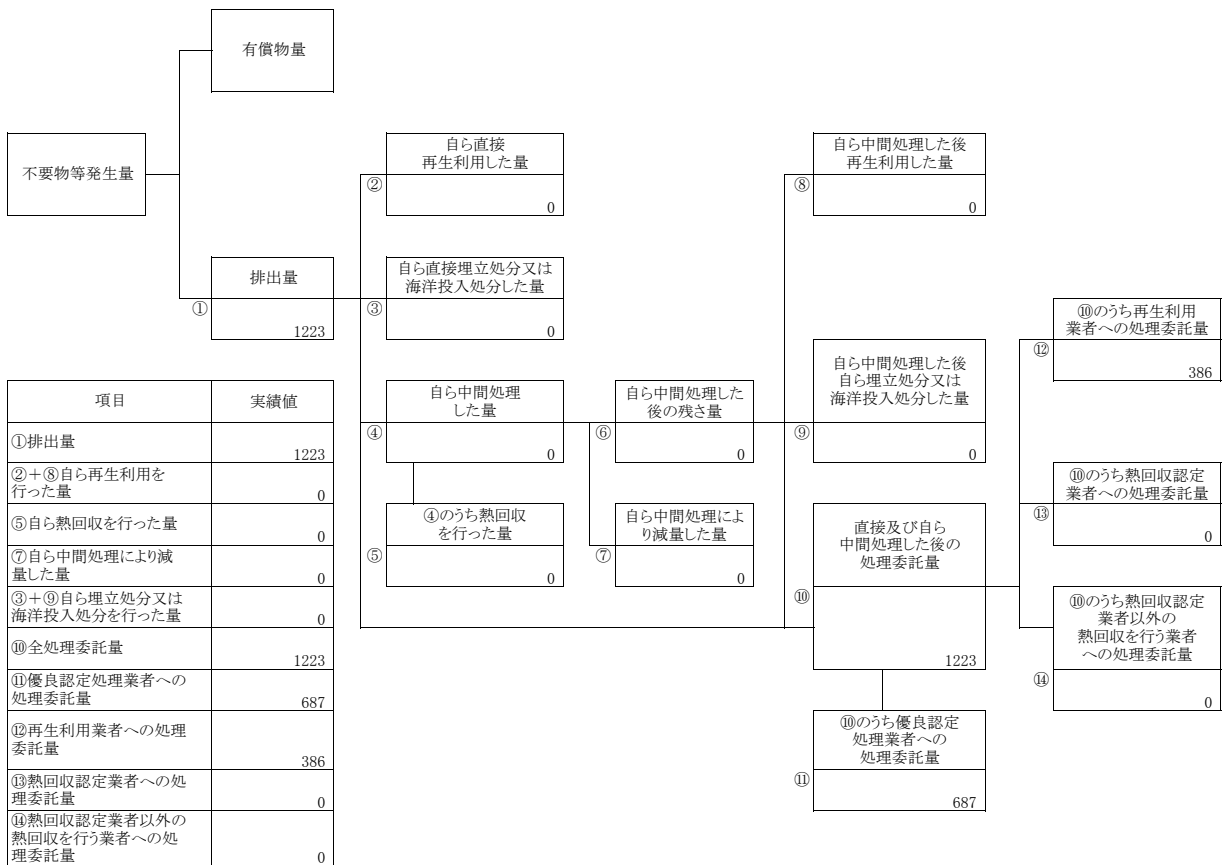 有償物量
不要物等発生量
自ら直接
再生利用した量
②
0
自ら中間処理した後
再生利用した量
⑧
0
排出量
①
1223
自ら直接埋立処分又は
海洋投入処分した量
③
0
⑩のうち再生利用
業者への処理委託量
⑫
386
自ら中間処理
した量
④
0
自ら中間処理した
後の残さ量
⑥
0
自ら中間処理した後
自ら埋立処分又は
海洋投入処分した量
⑨
0
⑩のうち熱回収認定
業者への処理委託量
⑬
0
④のうち熱回収
を行った量
⑤
0
自ら中間処理によ
り減量した量
⑦
0
直接及び自ら
中間処理した後の
処理委託量
⑩
1223
⑩のうち熱回収認定
業者以外の
熱回収を行う業者
への処理委託量
⑭
0
⑩のうち優良認定
処理業者への
処理委託量
⑪
687
項目 実績値
①排出量
1223
②+⑧自ら再生利用を
行った量
0
⑤自ら熱回収を行った量
0
⑦自ら中間処理により減
量した量
0
③+⑨自ら埋立処分又は
海洋投入処分を行った量
0
⑩全処理委託量
1223
⑪優良認定処理業者への
処理委託量
687
⑫再生利用業者への処理
委託量
386
⑬熱回収認定業者への処
理委託量
0
⑭熱回収認定業者以外の
熱回収を行う業者への処
理委託量
0